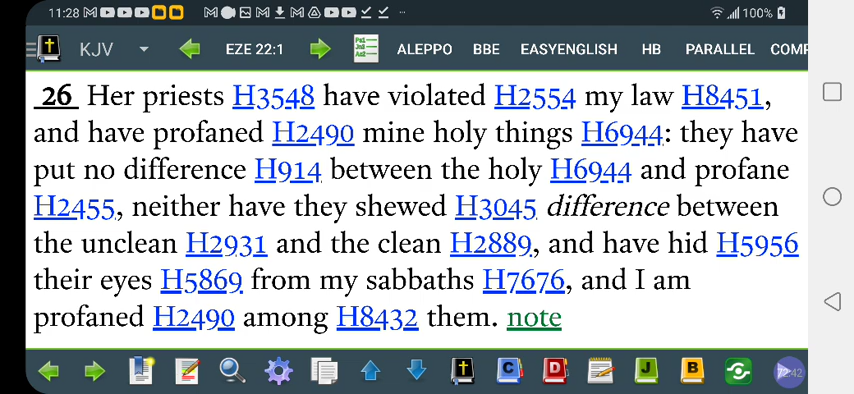 11:28 100%
KJV EZE 22:1 ALEPPO BBE EASYENGLISH HB PARALLEL COMP
26 Her priests H3548 have violated H2554 my law H8451,
and have profaned H2490 mine holy things H6944: they have
put no difference H914 between the holy H6944 and profane
H2455, neither have they shewed H3045 difference between
the unclean H2931 and the clean H2889, and have hid H5956
their eyes H5869 from my sabbaths H7676, and I am
profaned H2490 among H8432 them. note
C D J B